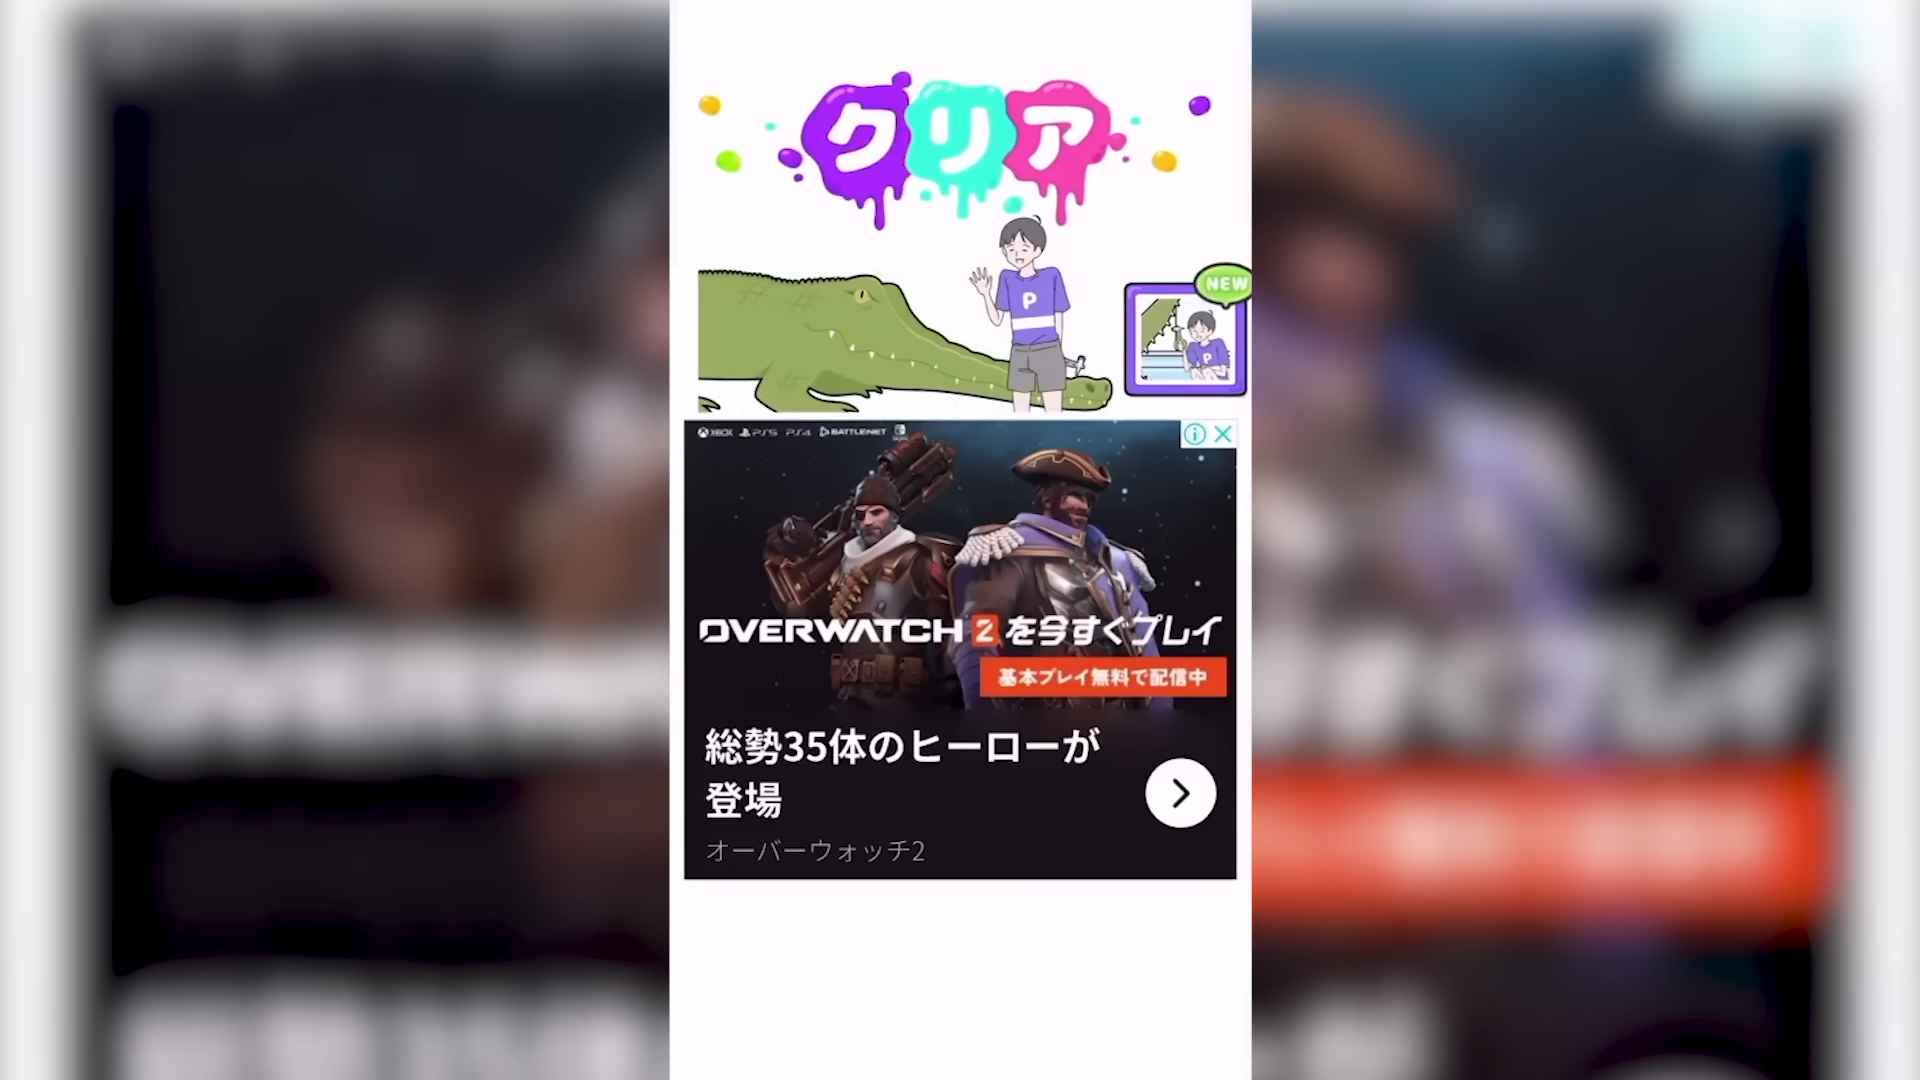 クリア
P
NEW
P
XBOX PS5 PS4 BATTLENET
OVERWATCH 2 を今すぐプレイ
基本プレイ無料で配信中
総勢35体のヒーローが
登場
オーバーウォッチ2